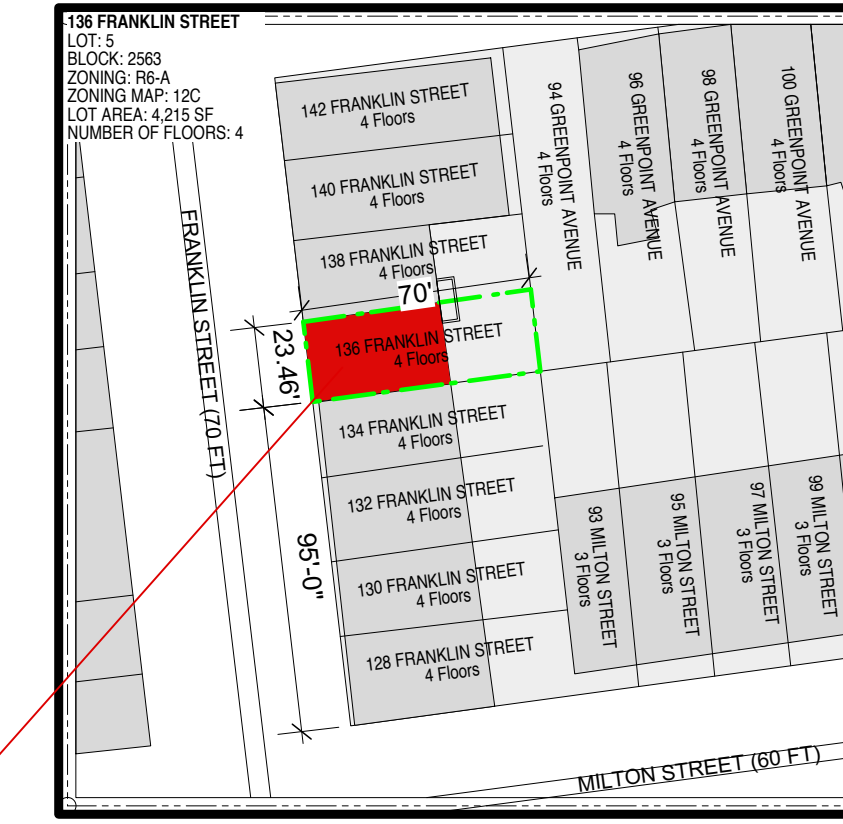 136 FRANKLIN STREET
LOT: 5
BLOCK: 2563
ZONING: R6-A
ZONING MAP: 12C
LOT AREA: 4,215 SF
NUMBER OF FLOORS: 4
142 FRANKLIN STREET
4 Floors
140 FRANKLIN STREET
4 Floors
138 FRANKLIN STREET
4 Floors
70'
136 FRANKLIN STREET
4 Floors
23.46'
134 FRANKLIN STREET
4 Floors
132 FRANKLIN STREET
4 Floors
130 FRANKLIN STREET
4 Floors
128 FRANKLIN STREET
4 Floors
95'-0"
FRANKLIN STREET (70 FT)
94 GREENPOINT AVENUE
4 Floors
96 GREENPOINT AVENUE
4 Floors
98 GREENPOINT AVENUE
4 Floors
100 GREENPOINT AVENUE
4 Floors
93 MILTON STREET
3 Floors
95 MILTON STREET
3 Floors
97 MILTON STREET
3 Floors
99 MILTON STREET
3 Floors
MILTON STREET (60 FT)